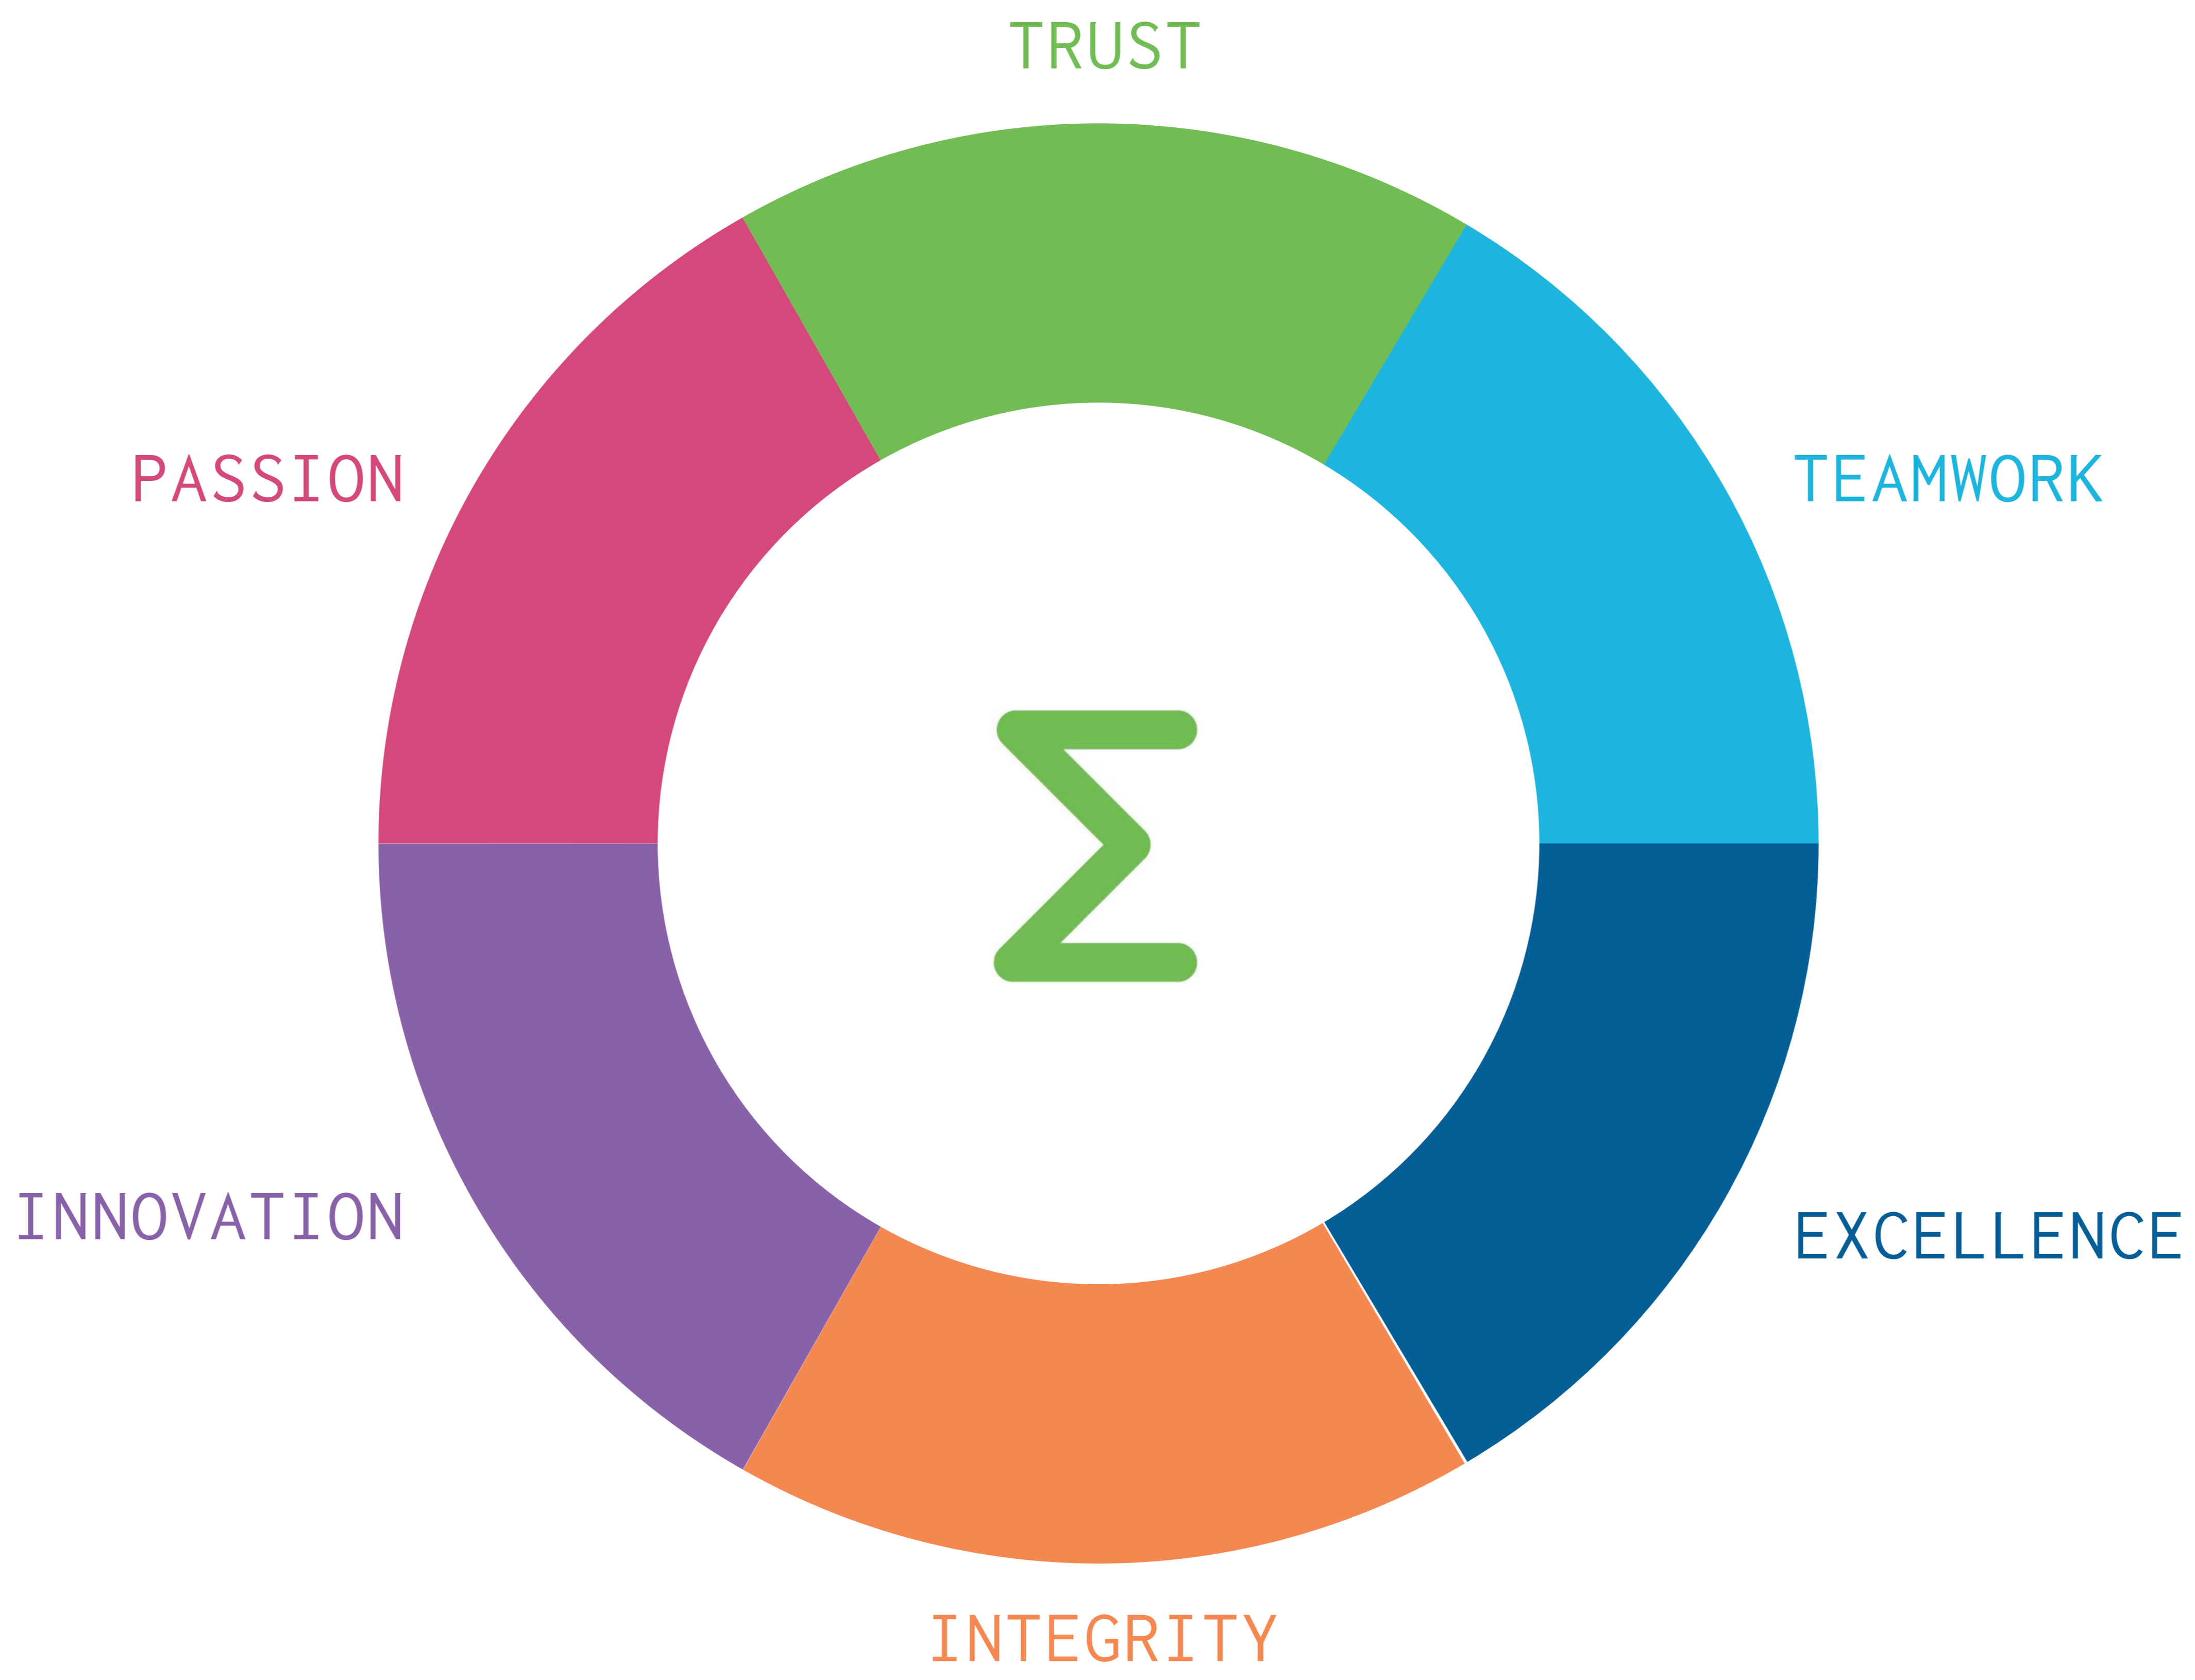 TRUST
PASSION
TEAMWORK
Σ
INNOVATION
EXCELLENCE
INTEGRITY